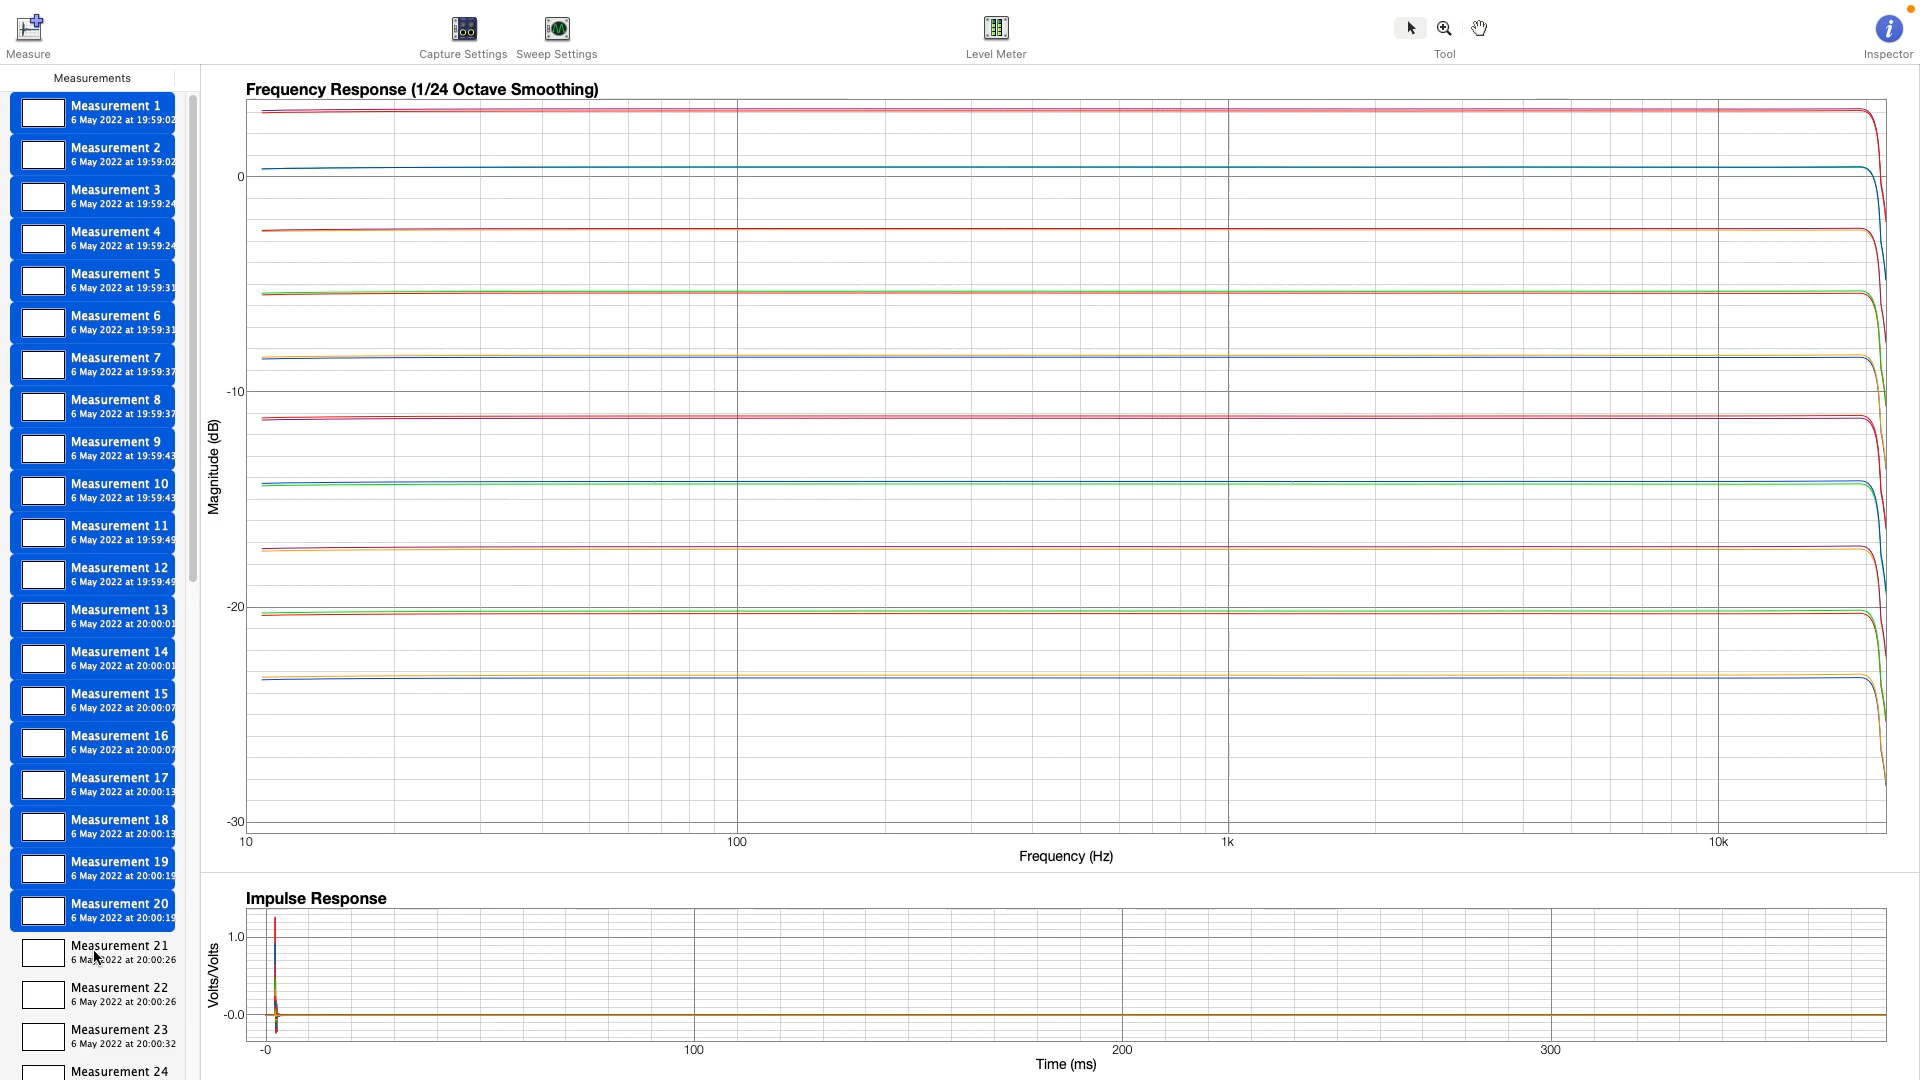 Measure
Capture Settings
Sweep Settings
Level Meter
Tool
Inspector
Measurements
Measurement 1
6 May 2022 at 19:59:02
Measurement 2
6 May 2022 at 19:59:02
Measurement 3
6 May 2022 at 19:59:24
Measurement 4
6 May 2022 at 19:59:24
Measurement 5
6 May 2022 at 19:59:31
Measurement 6
6 May 2022 at 19:59:31
Measurement 7
6 May 2022 at 19:59:37
Measurement 8
6 May 2022 at 19:59:37
Measurement 9
6 May 2022 at 19:59:43
Measurement 10
6 May 2022 at 19:59:43
Measurement 11
6 May 2022 at 19:59:49
Measurement 12
6 May 2022 at 19:59:49
Measurement 13
6 May 2022 at 20:00:01
Measurement 14
6 May 2022 at 20:00:01
Measurement 15
6 May 2022 at 20:00:07
Measurement 16
6 May 2022 at 20:00:07
Measurement 17
6 May 2022 at 20:00:13
Measurement 18
6 May 2022 at 20:00:13
Measurement 19
6 May 2022 at 20:00:19
Measurement 20
6 May 2022 at 20:00:19
Measurement 21
6 May 2022 at 20:00:26
Measurement 22
6 May 2022 at 20:00:26
Measurement 23
6 May 2022 at 20:00:32
Measurement 24
Frequency Response (1/24 Octave Smoothing)
Magnitude (dB)
0
-10
-20
-30
10
100
1k
10k
Frequency (Hz)
Impulse Response
Volts/Volts
1.0
-0.0
-0
100
200
300
Time (ms)